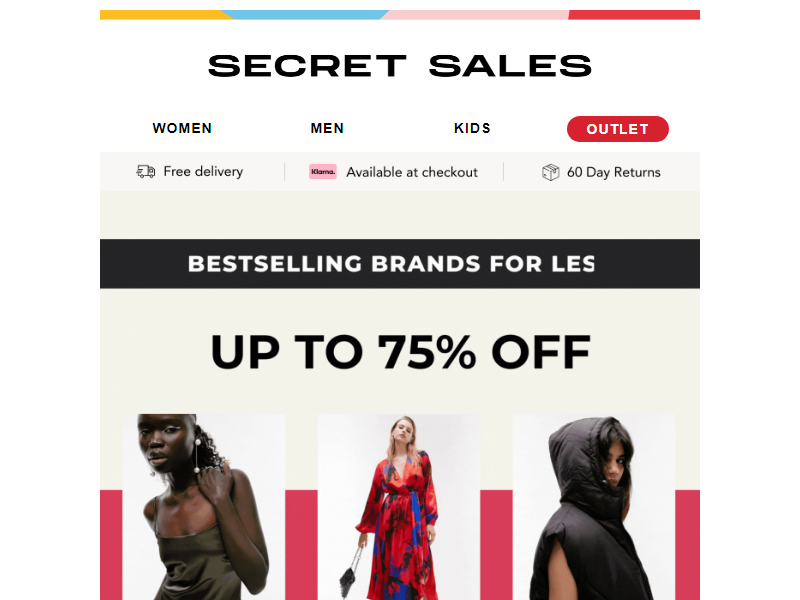 SECRET SALES
WOMEN MEN KIDS OUTLET
Free delivery Klarna. Available at checkout 60 Day Returns
BESTSELLING BRANDS FOR LES
UP TO 75% OFF